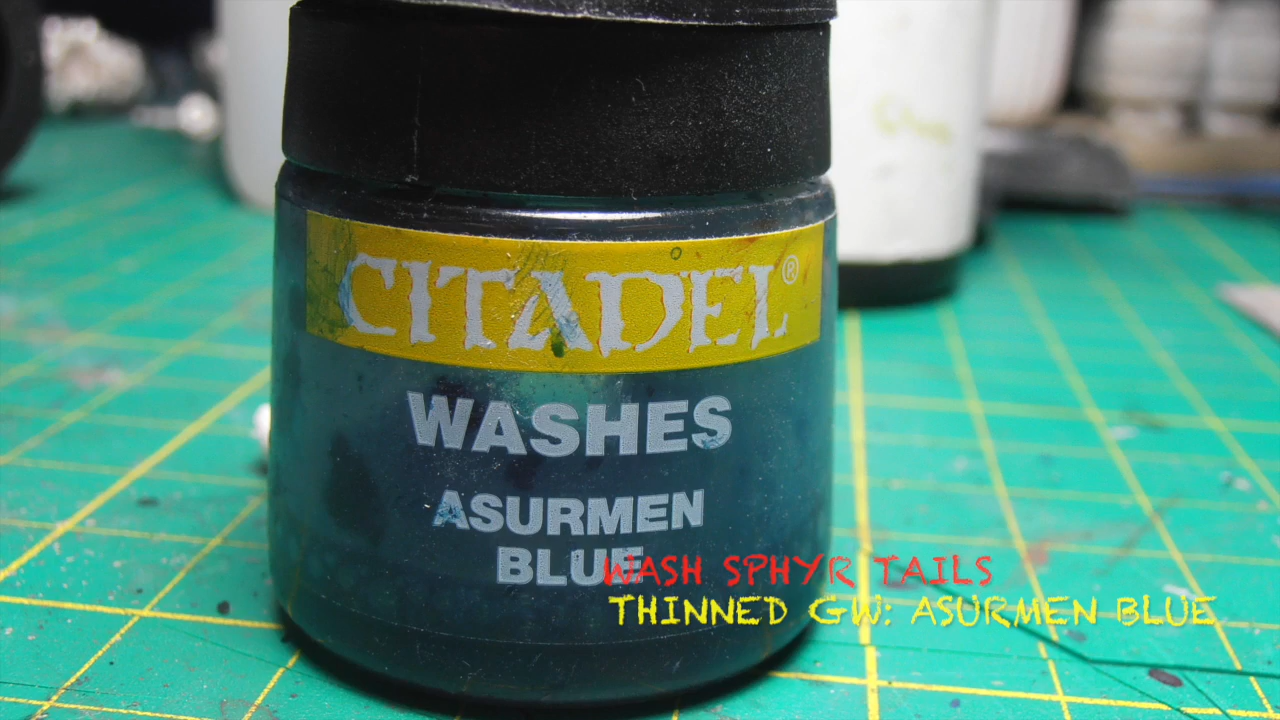 CITADEL®
WASHES
ASURMEN
BLUE
WASH SPHYR TAILS
THINNED GW: ASURMEN BLUE